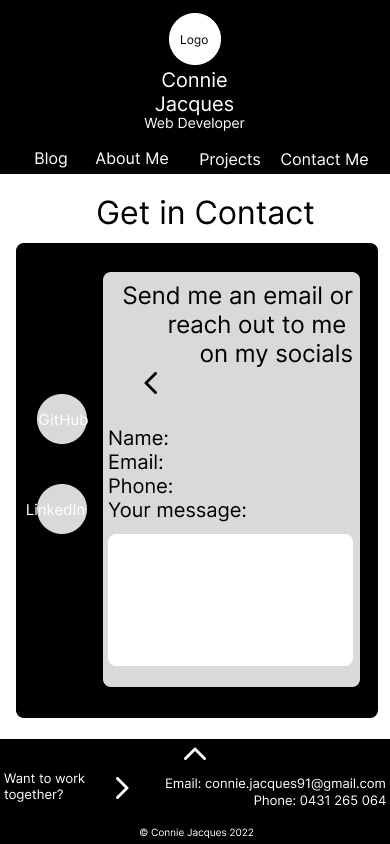 Logo
Connie
Jacques
Web Developer
Blog About Me Projects Contact Me
Get in Contact
Send me an email or
reach out to me
on my socials
GitHub
LinkedIn
Name:
Email:
Phone:
Your message:
Want to work
together?
Email: connie.jacques91@gmail.com
Phone: 0431 265 064
© Connie Jacques 2022